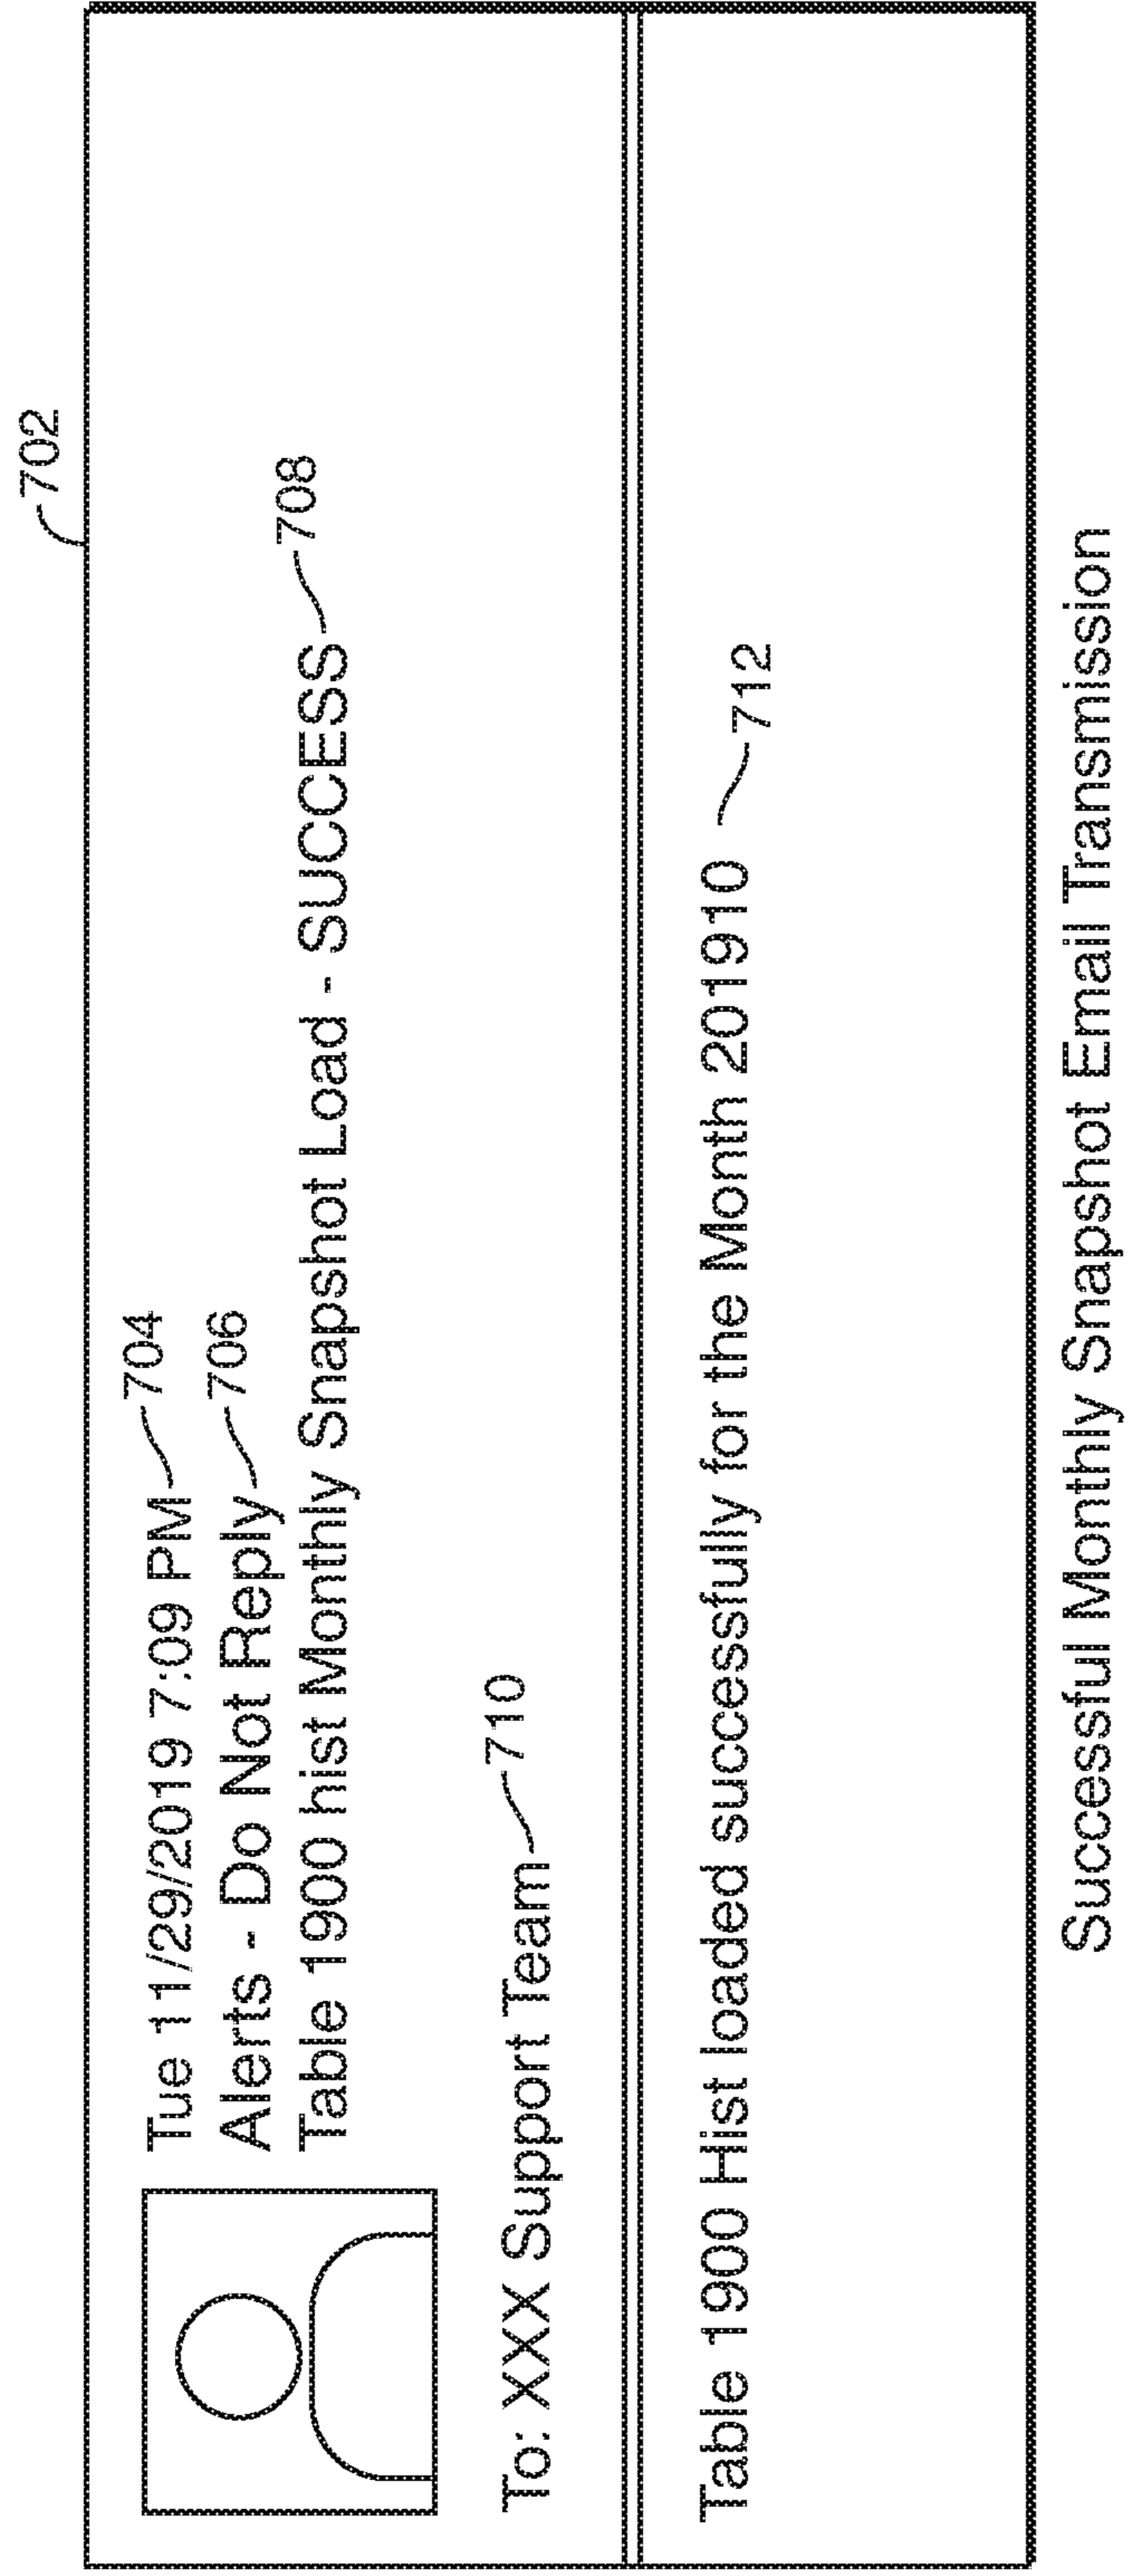 702
Tue 11/29/2019 7:09 PM 704
Alerts - Do Not Reply 706
Table 1900 hist Monthly Snapshot Load - SUCCESS 708
To: XXX Support Team 710
Table 1900 Hist loaded successfully for the Month 201910 712
Successful Monthly Snapshot Email Transmission